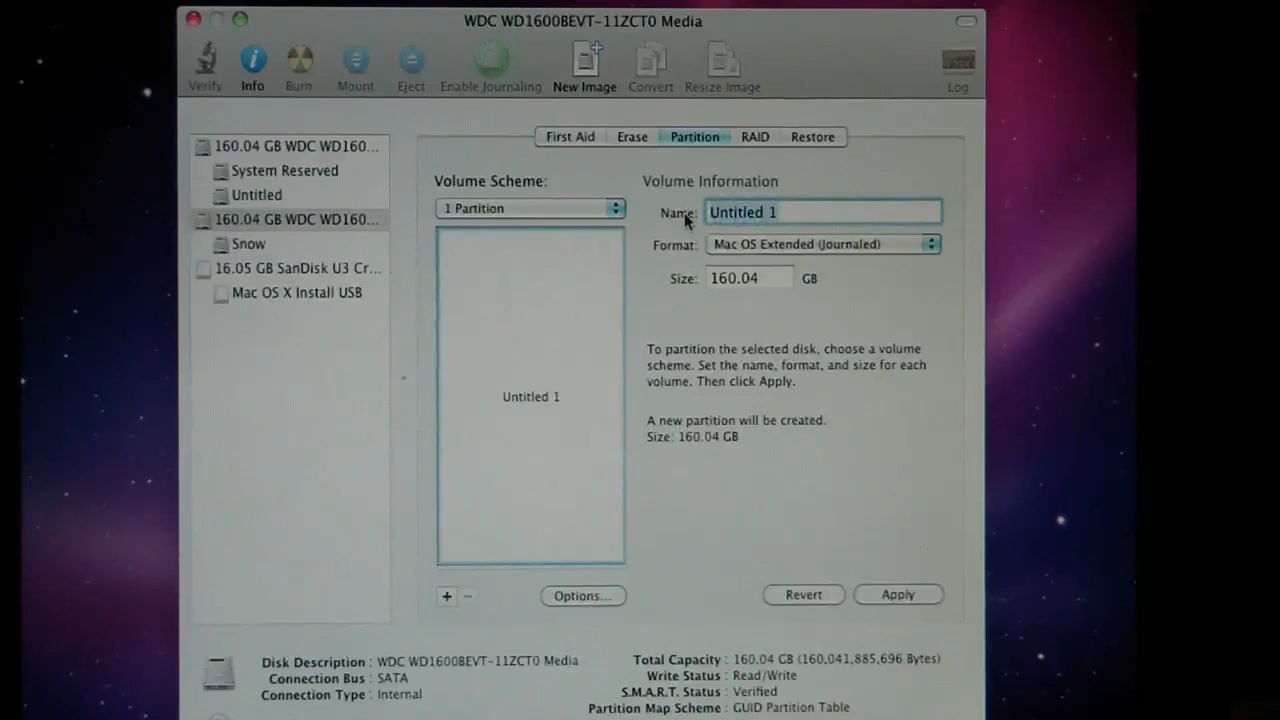 WDC WD1600BEVT-11ZCT0 Media
Verify Info Burn Mount Eject Enable Journaling New Image Convert Resize Image Log
First Aid Erase Partition RAID Restore
160.04 GB WDC WD160...
System Reserved
Untitled
160.04 GB WDC WD160...
Snow
16.05 GB SanDisk U3 Cr...
Mac OS X Install USB
Volume Scheme:
1 Partition
Untitled 1
Options...
Volume Information
Name: Untitled 1
Format: Mac OS Extended (Journaled)
Size: 160.04 GB
To partition the selected disk, choose a volume
scheme. Set the name, format, and size for each
volume. Then click Apply.
A new partition will be created.
Size: 160.04 GB
Revert Apply
Disk Description : WDC WD1600BEVT-11ZCT0 Media
Connection Bus : SATA
Connection Type : Internal
Total Capacity : 160.04 GB (160,041,885,696 Bytes)
Write Status : Read/Write
S.M.A.R.T. Status : Verified
Partition Map Scheme : GUID Partition Table